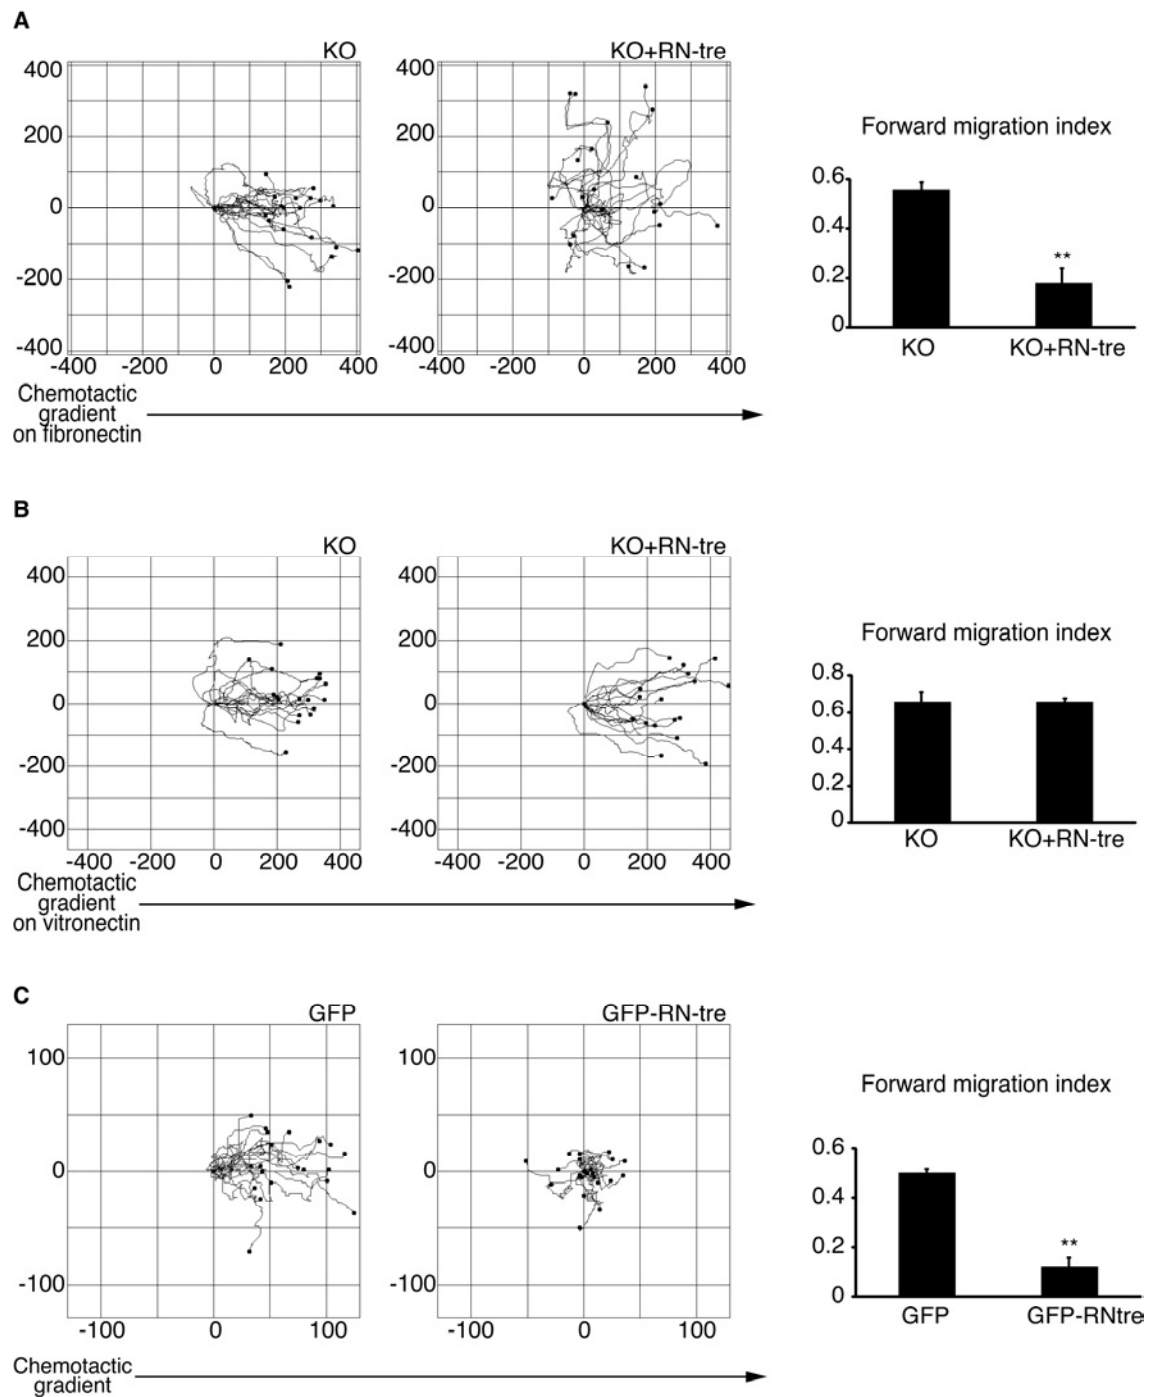 A
KO
KO+RN-tre
400
200
0
-200
-400
-400 -200 0 200 400
400
200
0
-200
-400
-400 -200 0 200 400
Chemotactic
gradient
on fibronectin
Forward migration index
0.6
0.4
0.2
0
**
KO
KO+RN-tre
B
KO
KO+RN-tre
400
200
0
-200
-400
-400 -200 0 200 400
400
200
0
-200
-400
-400 -200 0 200 400
Chemotactic
gradient
on vitronectin
Forward migration index
0.8
0.6
0.4
0.2
0
KO
KO+RN-tre
C
GFP
GFP-RN-tre
100
0
-100
-100 0 100
100
0
-100
-100 0 100
Chemotactic
gradient
Forward migration index
0.6
0.4
0.2
0
**
GFP
GFP-RNtre